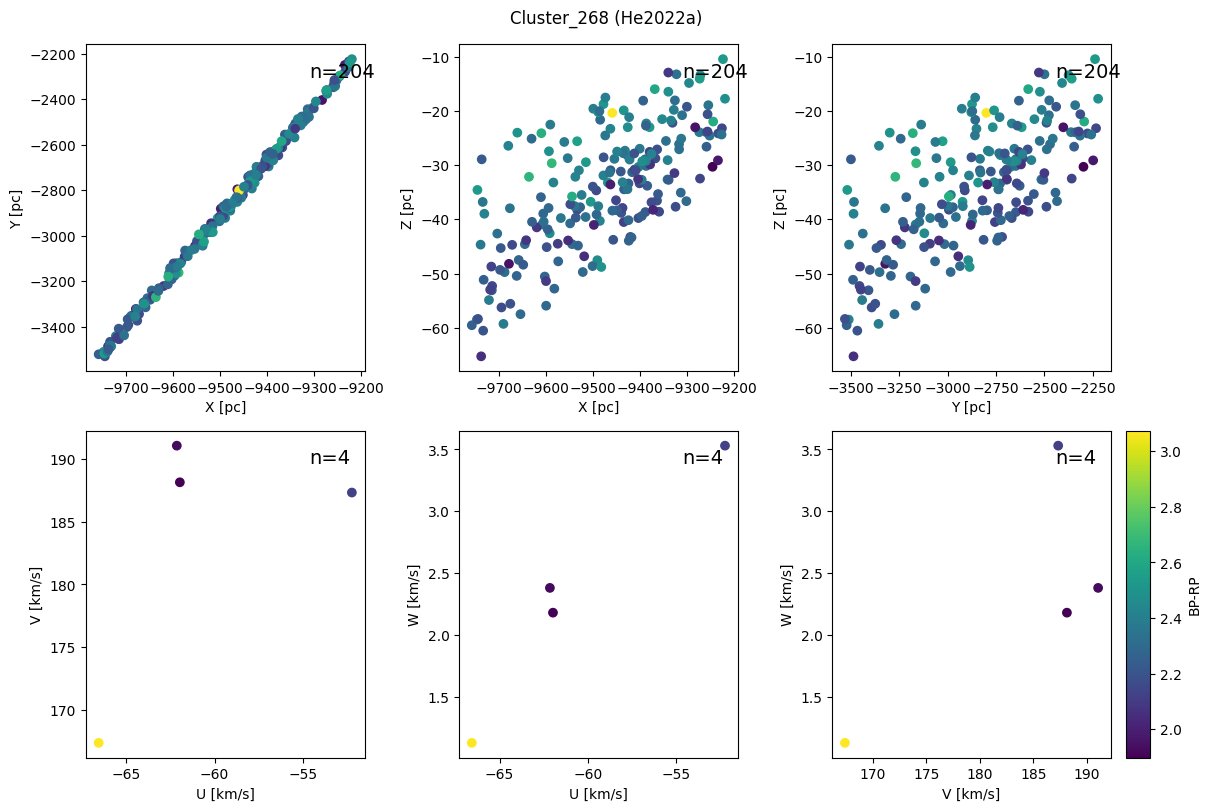 Cluster_268 (He2022a)
n=204
n=204
n=204
−2200
−2400
−2600
−2800
−3000
−3200
−3400
Y [pc]
−9700 −9600 −9500 −9400 −9300 −9200
X [pc]
−10
−20
−30
−40
−50
−60
Z [pc]
−9700 −9600 −9500 −9400 −9300 −9200
X [pc]
−10
−20
−30
−40
−50
−60
Z [pc]
−3500 −3250 −3000 −2750 −2500 −2250
Y [pc]
n=4
n=4
n=4
190
185
180
175
170
V [km/s]
−65 −60 −55
U [km/s]
3.5
3.0
2.5
2.0
1.5
W [km/s]
−65 −60 −55
U [km/s]
3.5
3.0
2.5
2.0
1.5
W [km/s]
170 175 180 185 190
V [km/s]
3.0
2.8
2.6
2.4
2.2
2.0
BP-RP